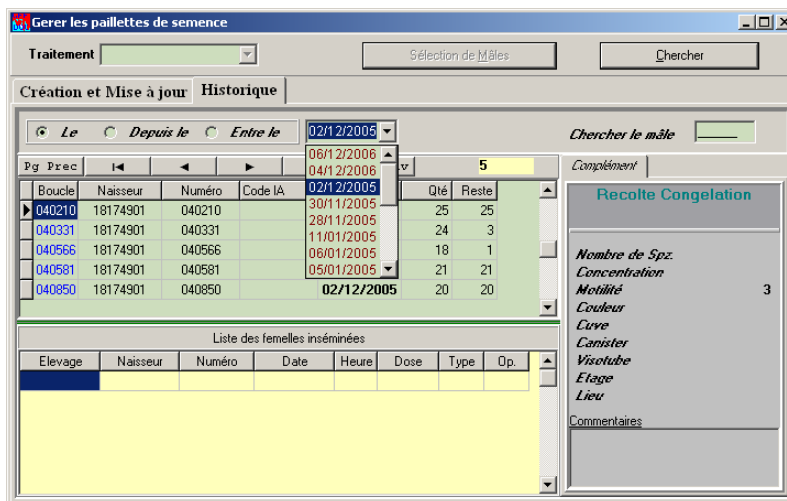 Gerer les paillettes de semence
Traitement Sélection de Mâles Chercher
Création et Mise à jour Historique
Le Depuis le Entre le 02/12/2005 Chercher le mâle
Pg Prec 5 Complément
06/12/2006
04/12/2006
02/12/2005
30/11/2005
28/11/2005
11/01/2005
06/01/2005
05/01/2005
Boucle Naisseur Numéro Code IA Qté Reste
040210 18174901 040210 25 25
040331 18174901 040331 24 3
040566 18174901 040566 18 1
040581 18174901 040581 21 21
040850 18174901 040850 02/12/2005 20 20
Recolte Congelation
Nombre de Spz.
Concentration
Motilité 3
Couleur
Cuve
Canister
Visotube
Etage
Lieu
Commentaires
Liste des femelles inséminées
Elevage Naisseur Numéro Date Heure Dose Type Op.